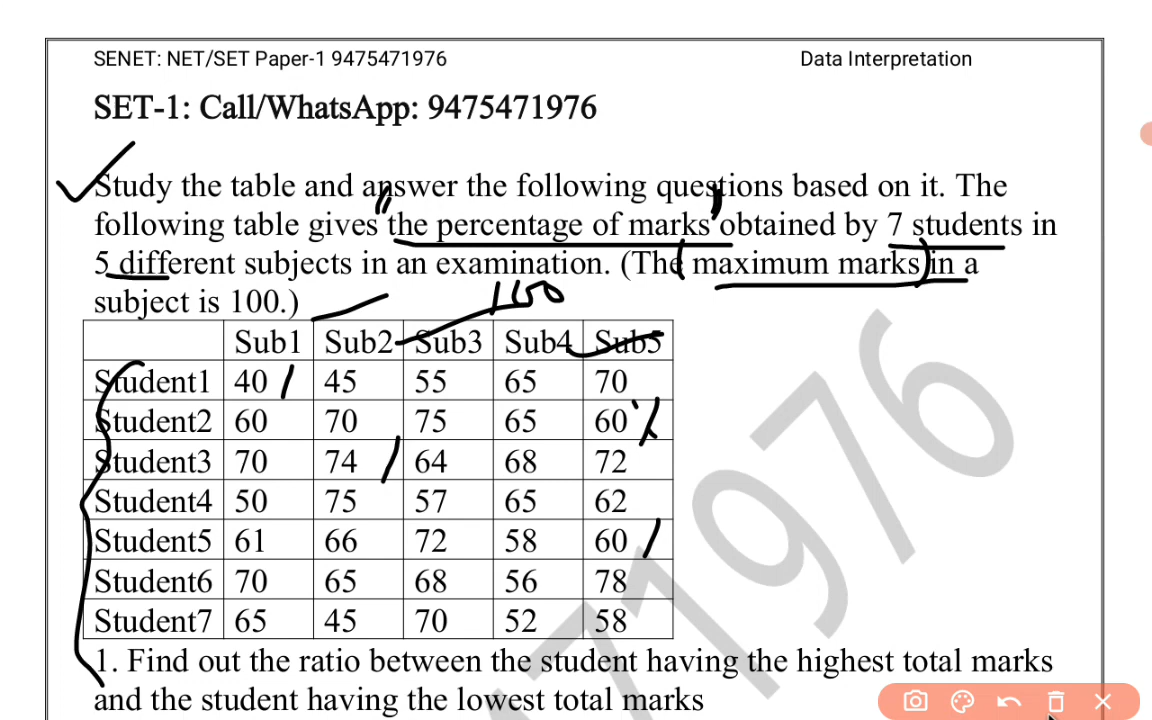 SENET: NET/SET Paper-1 9475471976 Data Interpretation
SET-1: Call/WhatsApp: 9475471976
Study the table and answer the following questions based on it. The
following table gives the percentage of marks obtained by 7 students in
5 different subjects in an examination. (The maximum marks in a
subject is 100.)
100
Sub1 Sub2 Sub3 Sub4 Sub5
Student1 40 45 55 65 70
Student2 60 70 75 65 60
Student3 70 74 64 68 72
Student4 50 75 57 65 62
Student5 61 66 72 58 60
Student6 70 65 68 56 78
Student7 65 45 70 52 58
1. Find out the ratio between the student having the highest total marks
and the student having the lowest total marks
71976